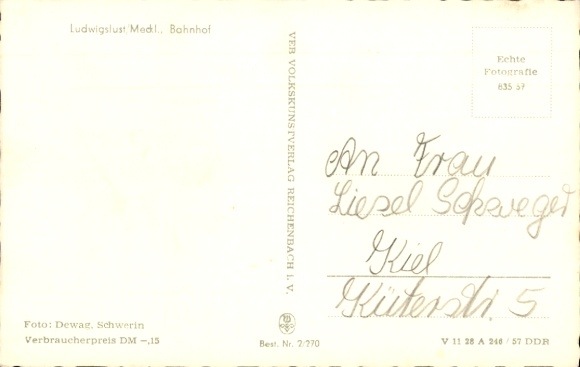 Ludwigslust/Meckl., Bahnhof
VEB VOLKSKUNSTVERLAG REICHENBACH I. V.
Echte
Fotografie
835 57
An Frau
Liesel Schweger
Kiel
Küterstr. 5
Foto: Dewag, Schwerin
Verbraucherpreis DM -,15
Best. Nr. 2/270
V 11 28 A 246 / 57 DDR